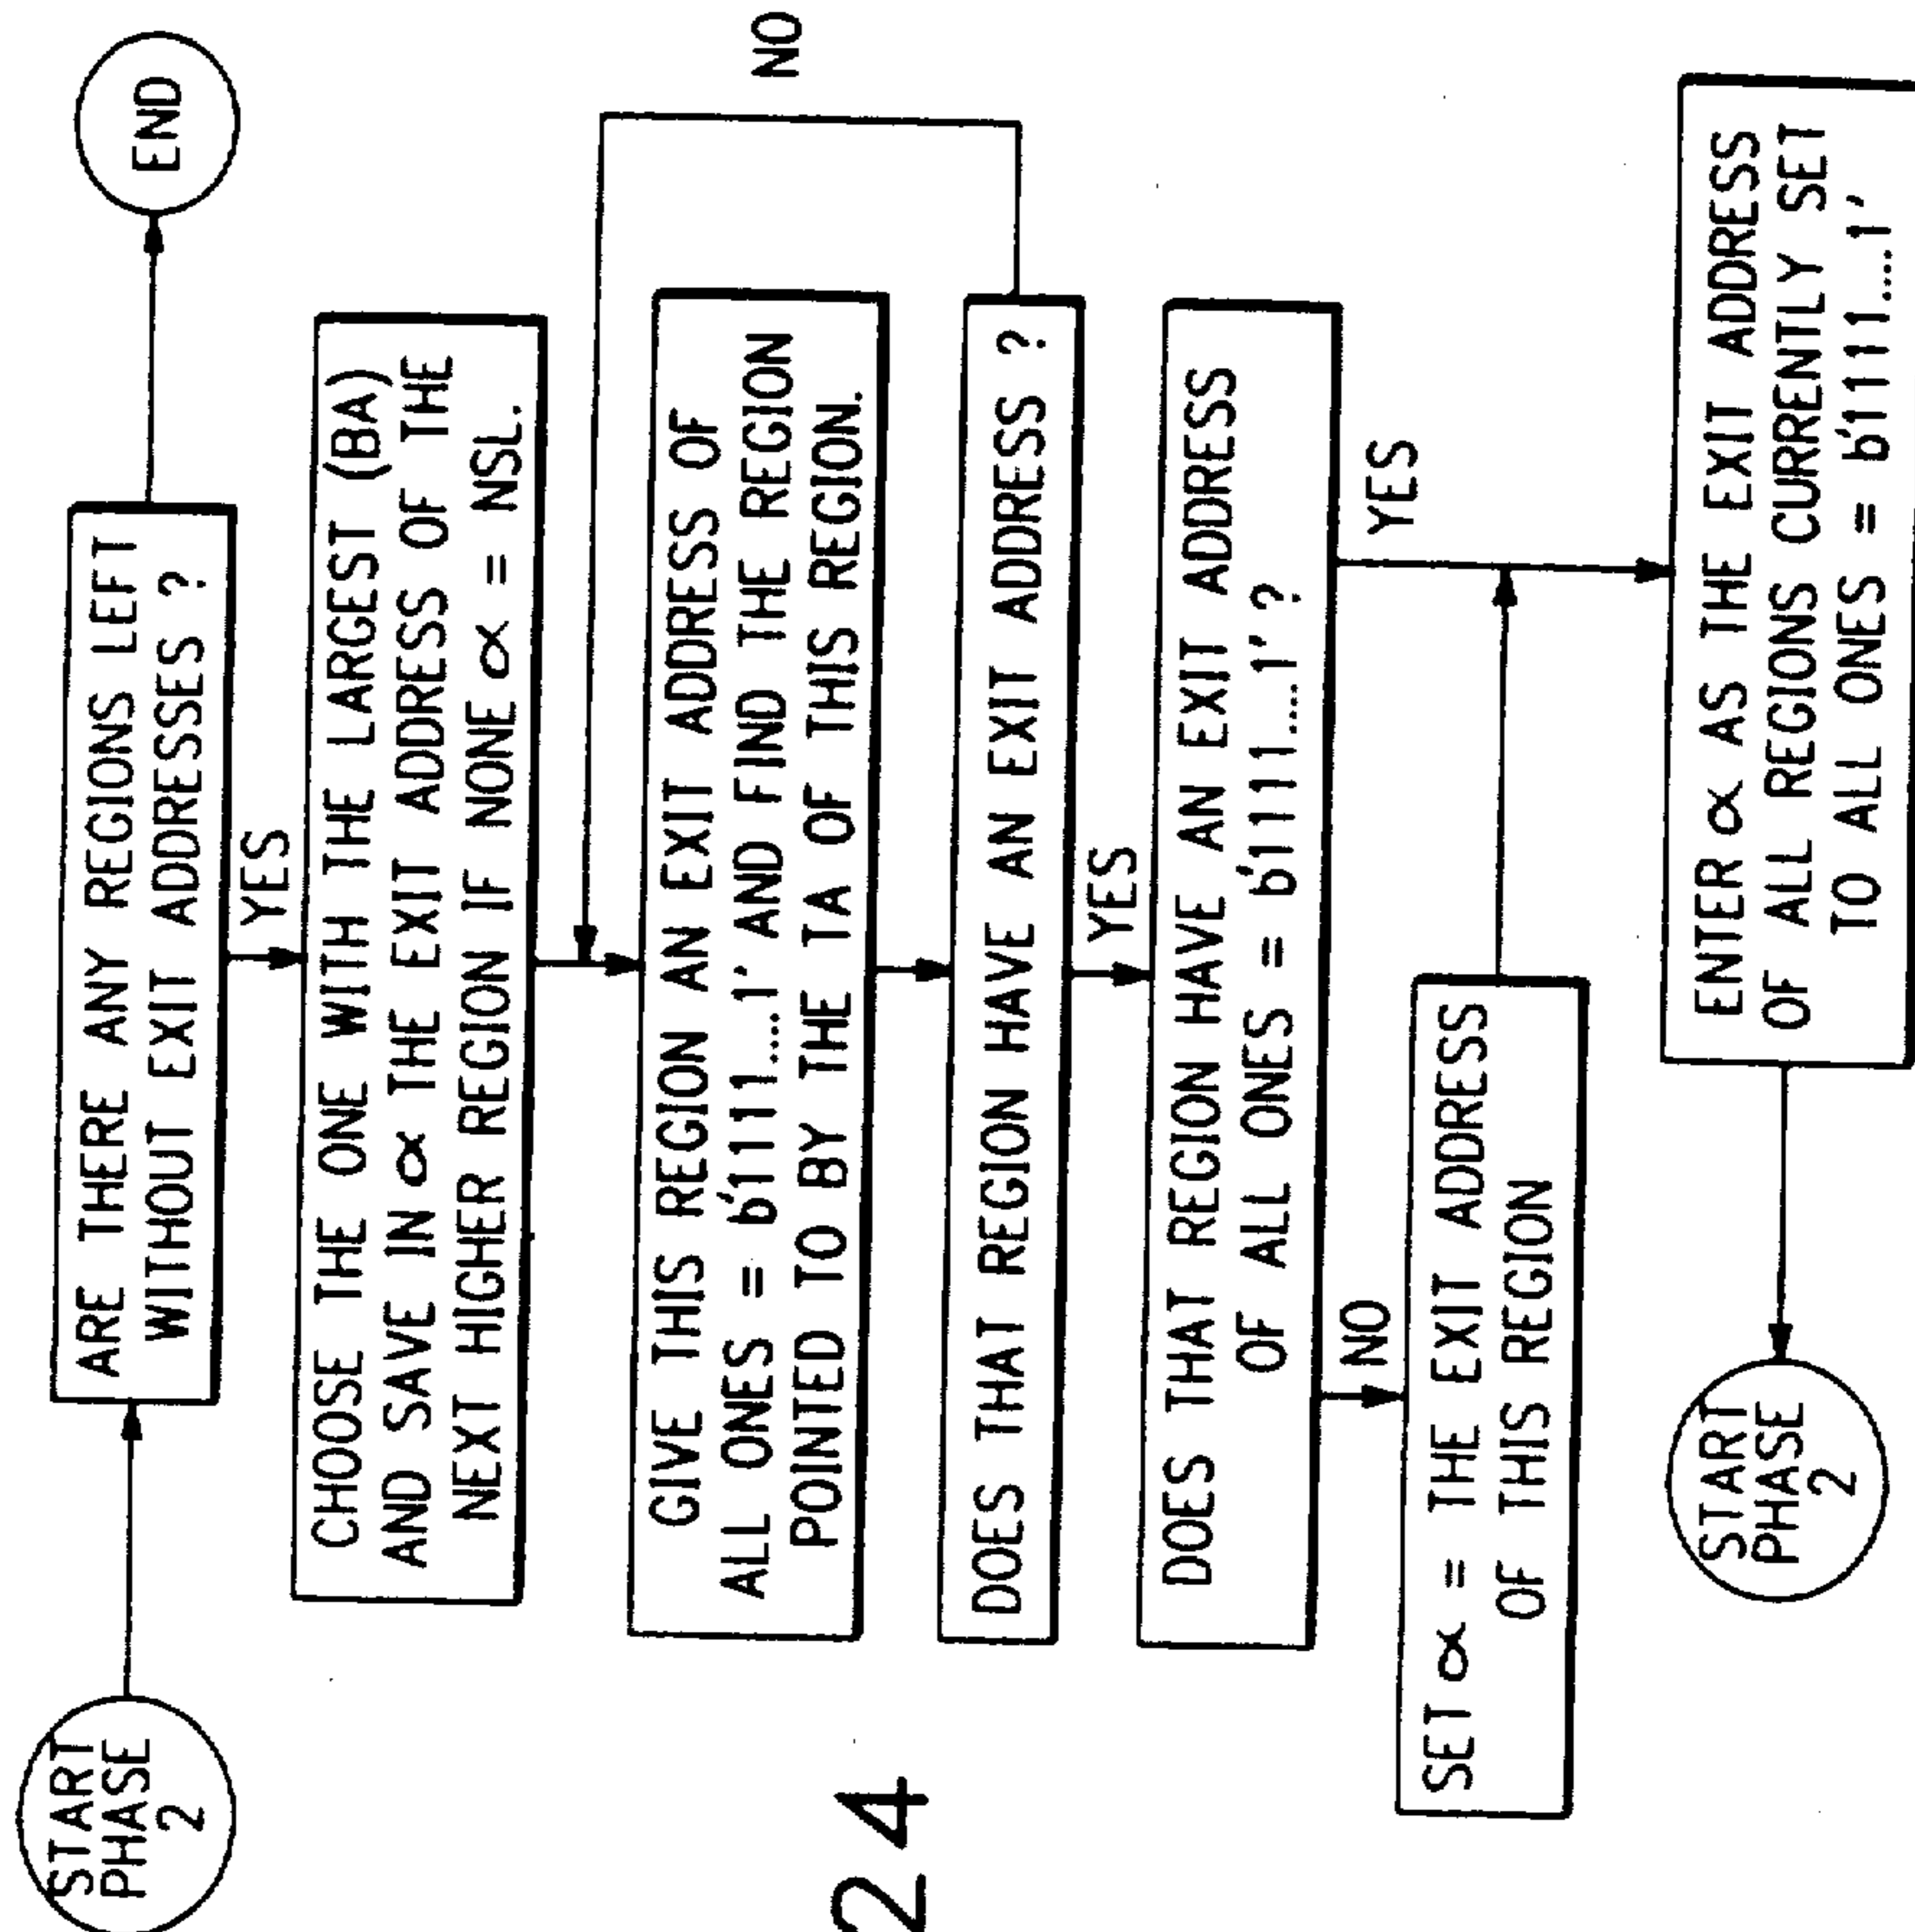 START
PHASE
2
ARE THERE ANY REGIONS LEFT
WITHOUT EXIT ADDRESSES ?
END
YES
CHOOSE THE ONE WITH THE LARGEST (BA)
AND SAVE IN ∝ THE EXIT ADDRESS OF THE
NEXT HIGHER REGION IF NONE ∝ = NSL.
GIVE THIS REGION AN EXIT ADDRESS OF
ALL ONES = b'1111....1' AND FIND THE REGION
POINTED TO BY THE TA OF THIS REGION.
NO
DOES THAT REGION HAVE AN EXIT ADDRESS ?
YES
DOES THAT REGION HAVE AN EXIT ADDRESS
OF ALL ONES = b'1111....1' ?
NO
YES
SET ∝ = THE EXIT ADDRESS
OF THIS REGION
ENTER ∝ AS THE EXIT ADDRESS
OF ALL REGIONS CURRENTLY SET
TO ALL ONES = b'1111....1'
START
PHASE
2
24